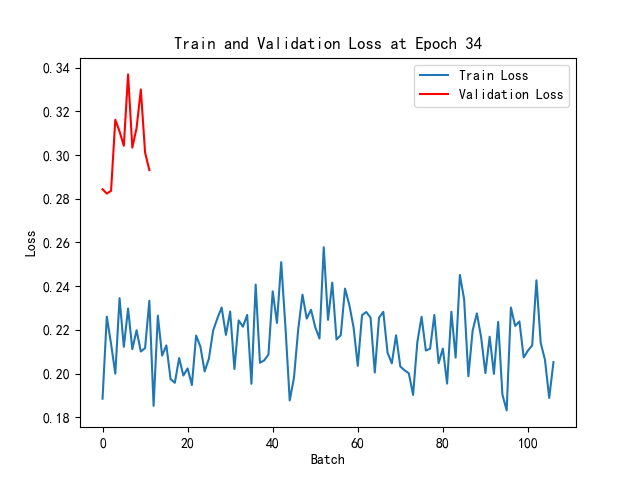 Train and Validation Loss at Epoch 34
Train Loss
Validation Loss
0.34
0.32
0.30
0.28
0.26
0.24
0.22
0.20
0.18
Loss
0 20 40 60 80 100
Batch